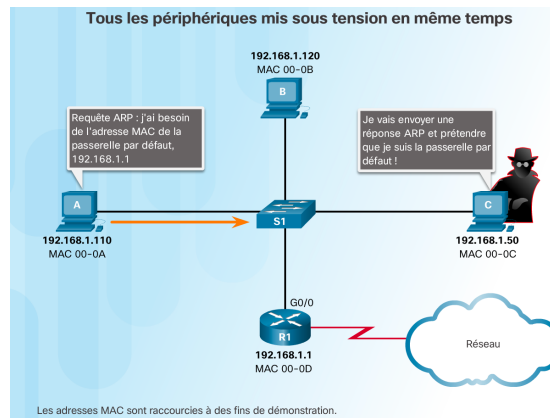 Tous les périphériques mis sous tension en même temps
192.168.1.120
MAC 00-0B
B
Requête ARP : j'ai besoin
de l'adresse MAC de la
passerelle par défaut,
192.168.1.1
Je vais envoyer une
réponse ARP et prétendre
que je suis la passerelle par
défaut !
A
S1
C
192.168.1.110
MAC 00-0A
192.168.1.50
MAC 00-0C
G0/0
R1
Réseau
192.168.1.1
MAC 00-0D
Les adresses MAC sont raccourcies à des fins de démonstration.